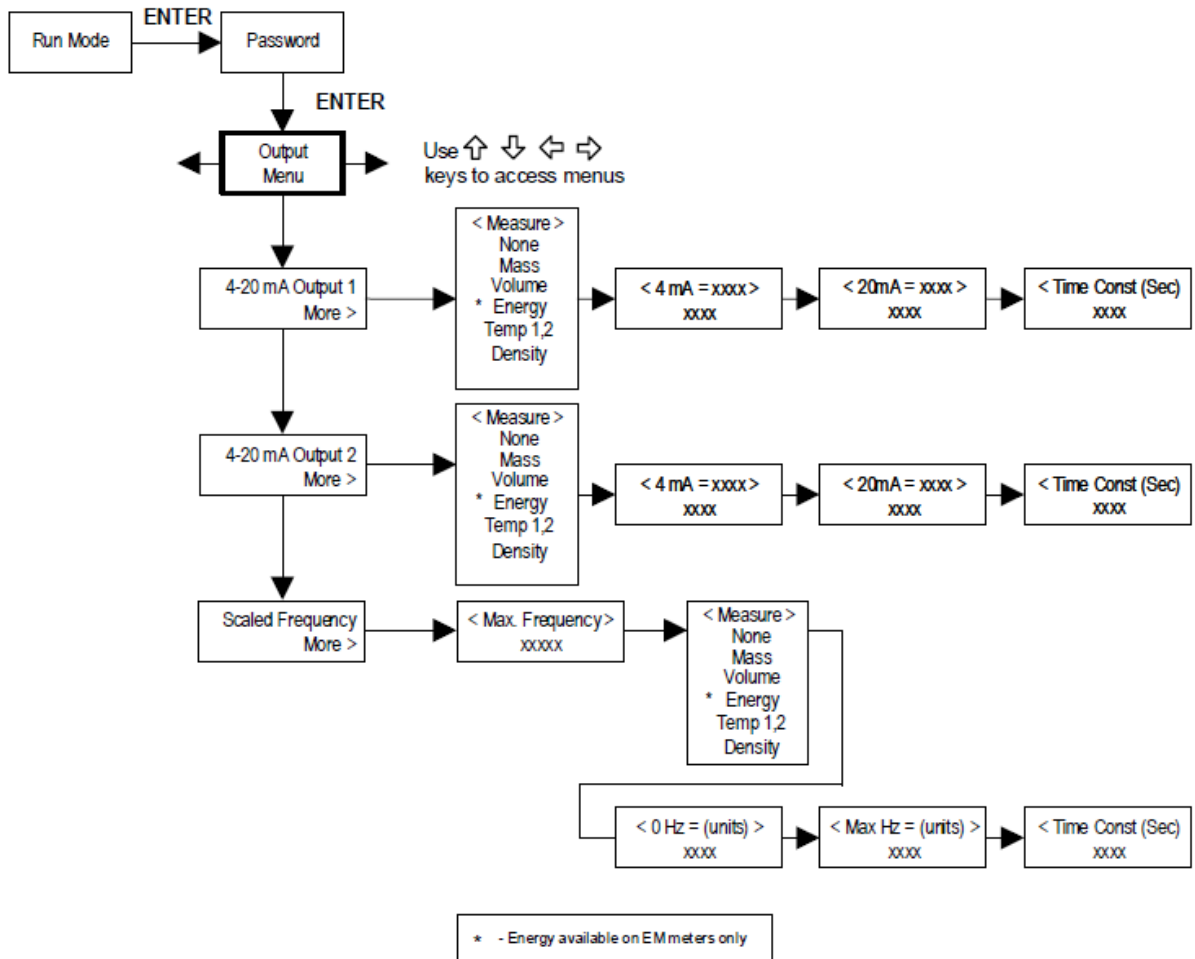 ENTER
Run Mode
Password
ENTER
Output
Menu
Use ⇧ ⇩ ⇦ ⇨
keys to access menus
4-20 mA Output 1
More >
< Measure >
None
Mass
Volume
* Energy
Temp 1,2
Density
< 4 mA = xxxx >
xxxx
< 20mA = xxxx >
xxxx
< Time Const (Sec)
xxxx
4-20 mA Output 2
More >
< Measure >
None
Mass
Volume
* Energy
Temp 1,2
Density
< 4 mA = xxxx >
xxxx
< 20mA = xxxx >
xxxx
< Time Const (Sec)
xxxx
Scaled Frequency
More >
< Max. Frequency >
xxxxx
< Measure >
None
Mass
Volume
* Energy
Temp 1,2
Density
< 0 Hz = (units) >
xxxx
< Max Hz = (units) >
xxxx
< Time Const (Sec)
xxxx
* - Energy available on EM meters only